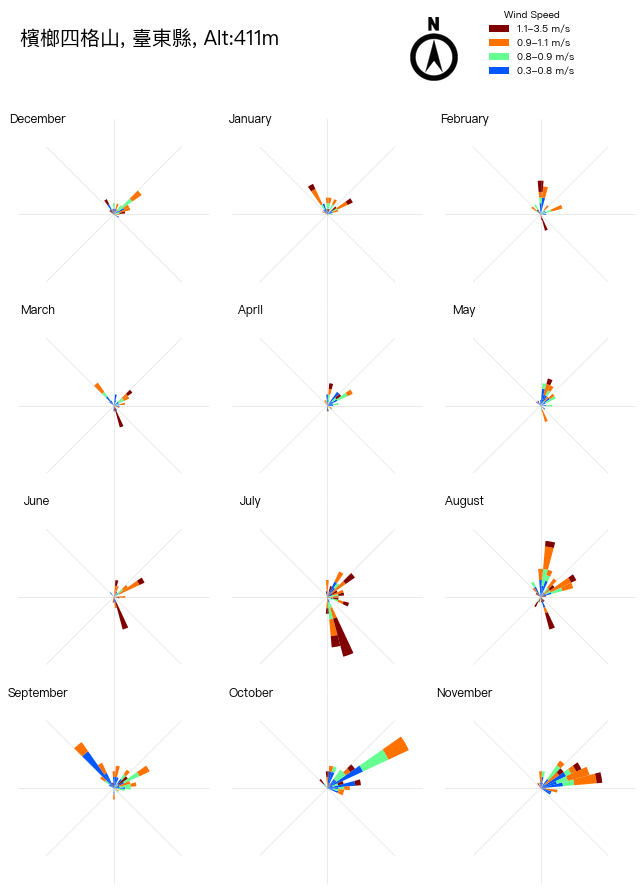 檳榔四格山, 臺東縣, Alt:411m
N
Wind Speed
1.1–3.5 m/s
0.9–1.1 m/s
0.8–0.9 m/s
0.3–0.8 m/s
December
January
February
March
April
May
June
July
August
September
October
November